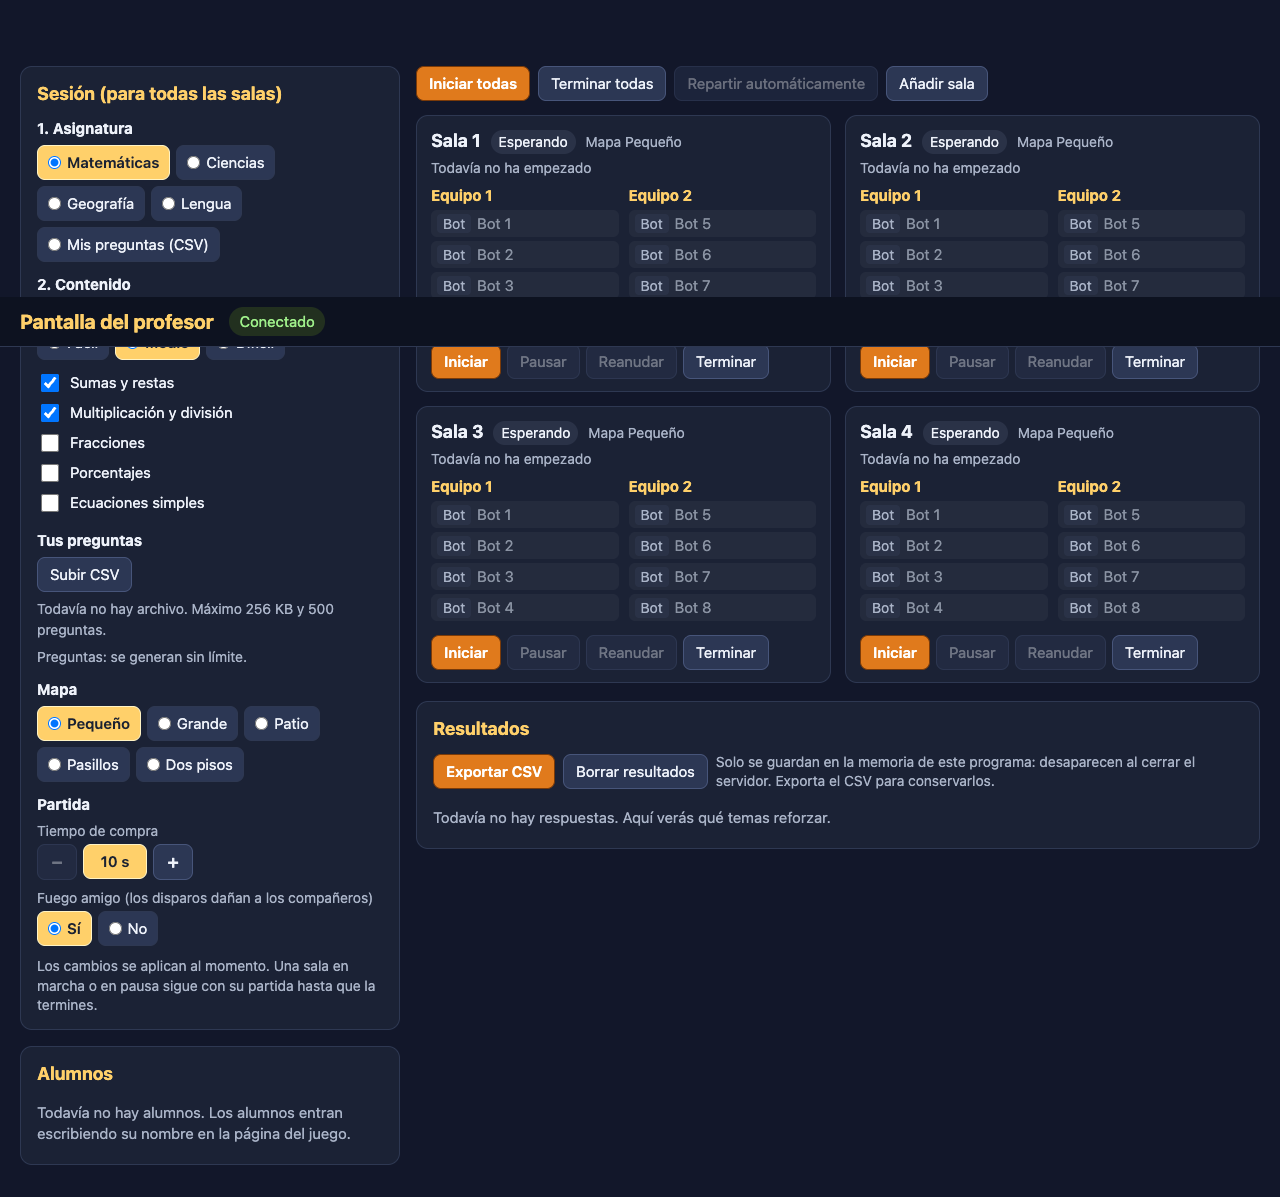 Sesión (para todas las salas)
1. Asignatura
Matemáticas
Ciencias
Geografía
Lengua
Mis preguntas (CSV)
2. Contenido
Pantalla del profesor
Conectado
Sumas y restas
Multiplicación y división
Fracciones
Porcentajes
Ecuaciones simples
Tus preguntas
Subir CSV
Todavía no hay archivo. Máximo 256 KB y 500
preguntas.
Preguntas: se generan sin límite.
Mapa
Pequeño
Grande
Patio
Pasillos
Dos pisos
Partida
Tiempo de compra
−
10 s
+
Fuego amigo (los disparos dañan a los compañeros)
Sí
No
Los cambios se aplican al momento. Una sala en
marcha o en pausa sigue con su partida hasta que la
termines.
Alumnos
Todavía no hay alumnos. Los alumnos entran
escribiendo su nombre en la página del juego.
Iniciar todas
Terminar todas
Repartir automáticamente
Añadir sala
Sala 1
Esperando
Mapa Pequeño
Todavía no ha empezado
Equipo 1
Bot Bot 1
Bot Bot 2
Bot Bot 3
Equipo 2
Bot Bot 5
Bot Bot 6
Bot Bot 7
Iniciar
Pausar
Reanudar
Terminar
Sala 2
Esperando
Mapa Pequeño
Todavía no ha empezado
Equipo 1
Bot Bot 1
Bot Bot 2
Bot Bot 3
Equipo 2
Bot Bot 5
Bot Bot 6
Bot Bot 7
Iniciar
Pausar
Reanudar
Terminar
Sala 3
Esperando
Mapa Pequeño
Todavía no ha empezado
Equipo 1
Bot Bot 1
Bot Bot 2
Bot Bot 3
Bot Bot 4
Equipo 2
Bot Bot 5
Bot Bot 6
Bot Bot 7
Bot Bot 8
Iniciar
Pausar
Reanudar
Terminar
Sala 4
Esperando
Mapa Pequeño
Todavía no ha empezado
Equipo 1
Bot Bot 1
Bot Bot 2
Bot Bot 3
Bot Bot 4
Equipo 2
Bot Bot 5
Bot Bot 6
Bot Bot 7
Bot Bot 8
Iniciar
Pausar
Reanudar
Terminar
Resultados
Exportar CSV
Borrar resultados
Solo se guardan en la memoria de este programa: desaparecen al cerrar el
servidor. Exporta el CSV para conservarlos.
Todavía no hay respuestas. Aquí verás qué temas reforzar.